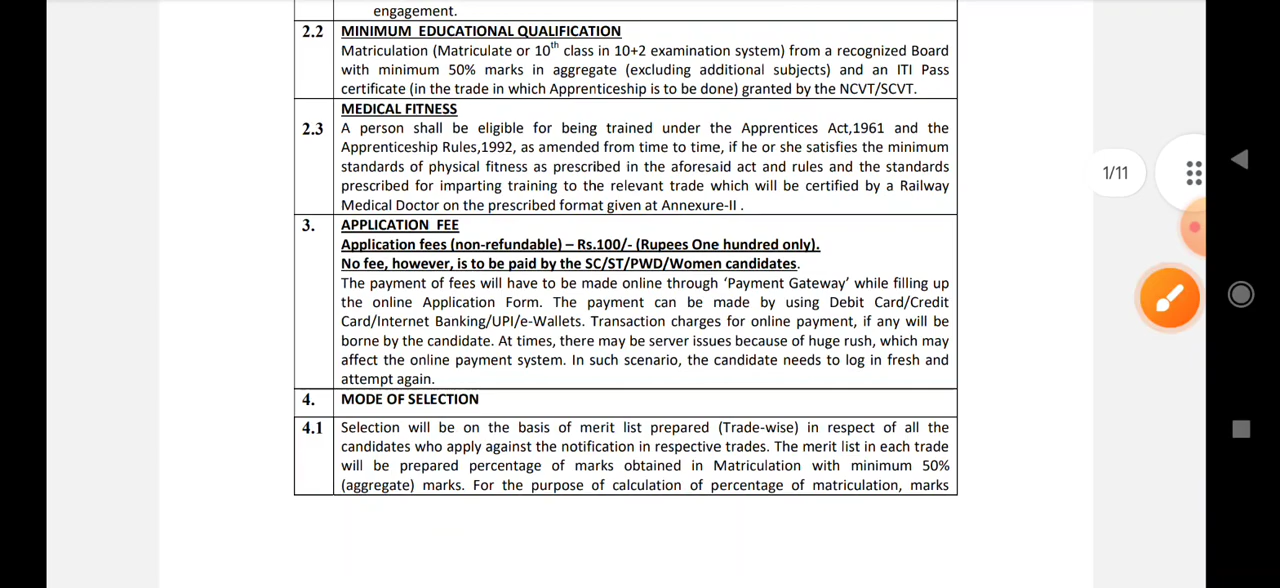 engagement.
2.2 MINIMUM EDUCATIONAL QUALIFICATION
Matriculation (Matriculate or 10th class in 10+2 examination system) from a recognized Board
with minimum 50% marks in aggregate (excluding additional subjects) and an ITI Pass
certificate (in the trade in which Apprenticeship is to be done) granted by the NCVT/SCVT.
MEDICAL FITNESS
2.3 A person shall be eligible for being trained under the Apprentices Act,1961 and the
Apprenticeship Rules,1992, as amended from time to time, if he or she satisfies the minimum
standards of physical fitness as prescribed in the aforesaid act and rules and the standards
prescribed for imparting training to the relevant trade which will be certified by a Railway
Medical Doctor on the prescribed format given at Annexure-II .
3. APPLICATION FEE
Application fees (non-refundable) – Rs.100/- (Rupees One hundred only).
No fee, however, is to be paid by the SC/ST/PWD/Women candidates.
The payment of fees will have to be made online through ‘Payment Gateway’ while filling up
the online Application Form. The payment can be made by using Debit Card/Credit
Card/Internet Banking/UPI/e-Wallets. Transaction charges for online payment, if any will be
borne by the candidate. At times, there may be server issues because of huge rush, which may
affect the online payment system. In such scenario, the candidate needs to log in fresh and
attempt again.
4. MODE OF SELECTION
4.1 Selection will be on the basis of merit list prepared (Trade-wise) in respect of all the
candidates who apply against the notification in respective trades. The merit list in each trade
will be prepared percentage of marks obtained in Matriculation with minimum 50%
(aggregate) marks. For the purpose of calculation of percentage of matriculation, marks
1/11